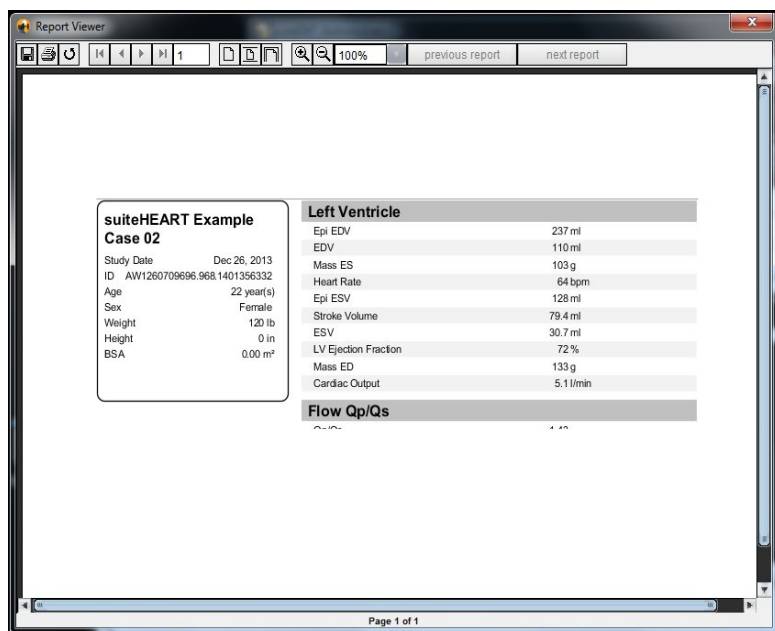 Report Viewer
1 100% previous report next report
suiteHEART Example
Case 02
Study Date Dec 26, 2013
ID AW1260709696.968.1401356332
Age 22 year(s)
Sex Female
Weight 120 lb
Height 0 in
BSA 0.00 m²
Left Ventricle
Epi EDV 237 ml
EDV 110 ml
Mass ES 103 g
Heart Rate 64 bpm
Epi ESV 128 ml
Stroke Volume 79.4 ml
ESV 30.7 ml
LV Ejection Fraction 72 %
Mass ED 133 g
Cardiac Output 5.1 l/min
Flow Qp/Qs
Page 1 of 1